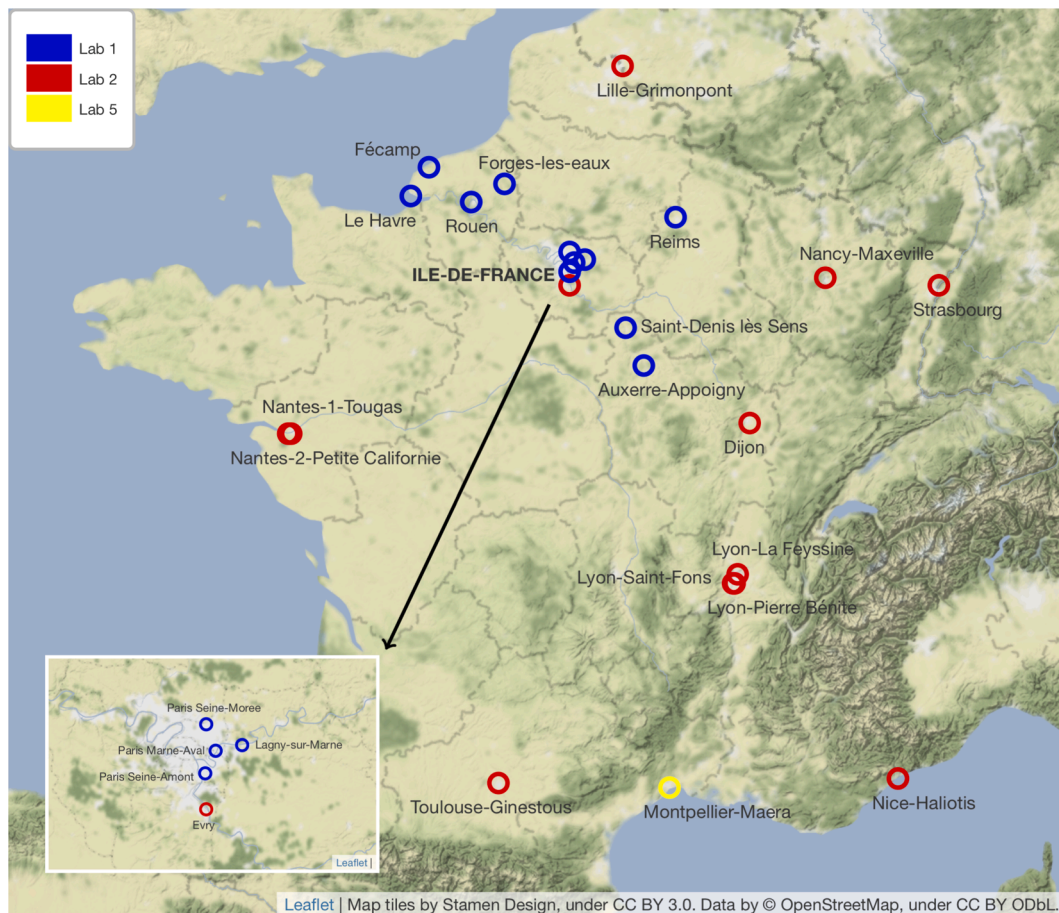 Lab 1
Lab 2
Lab 5
Lille-Grimonpont
Fécamp
Forges-les-eaux
Le Havre
Rouen
Reims
Nancy-Maxeville
ILE-DE-FRANCE
Strasbourg
Saint-Denis lès Sens
Auxerre-Appoigny
Nantes-1-Tougas
Dijon
Nantes-2-Petite Californie
Lyon-La Feyssine
Lyon-Saint-Fons
Lyon-Pierre Bénite
Paris Seine-Morée
Lagny-sur-Marne
Paris Marne-Aval
Paris Seine-Amont
Evry
Leaflet |
Toulouse-Ginestous
Montpellier-Maera
Nice-Haliotis
Leaflet | Map tiles by Stamen Design, under CC BY 3.0. Data by © OpenStreetMap, under CC BY ODbL.